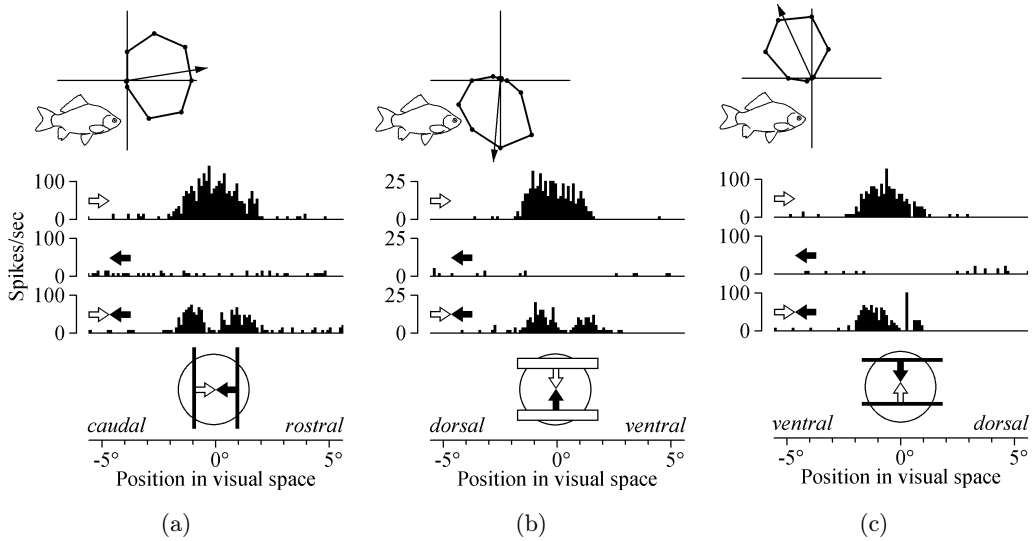 Spikes/sec
100
0
100
0
100
0
caudal rostral
-5° 0° 5°
Position in visual space
(a)
25
0
25
0
25
0
dorsal ventral
-5° 0° 5°
Position in visual space
(b)
100
0
100
0
100
0
ventral dorsal
-5° 0° 5°
Position in visual space
(c)